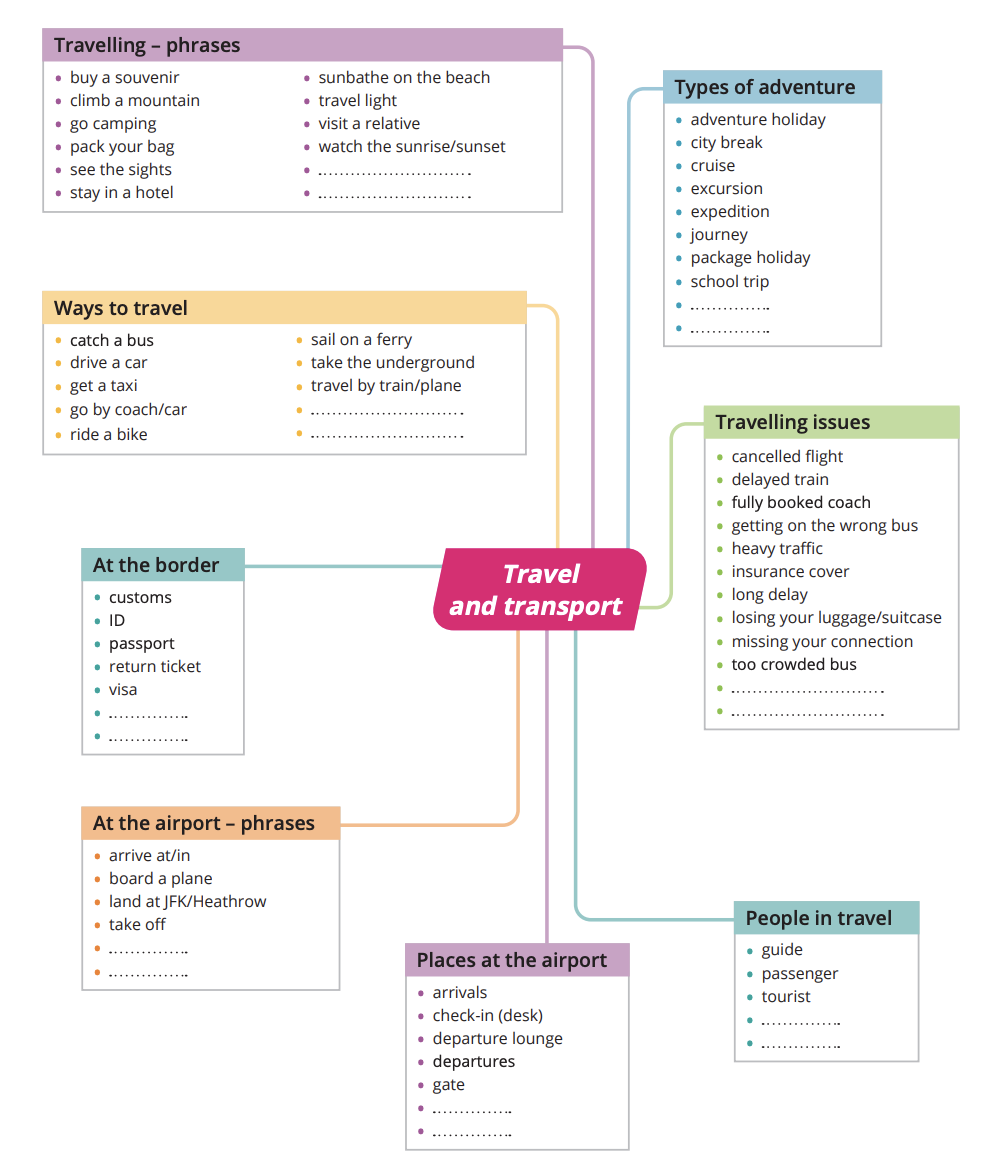 Travelling – phrases
• buy a souvenir
• climb a mountain
• go camping
• pack your bag
• see the sights
• stay in a hotel
• sunbathe on the beach
• travel light
• visit a relative
• watch the sunrise/sunset
• ..............................
• ..............................
Types of adventure
• adventure holiday
• city break
• cruise
• excursion
• expedition
• journey
• package holiday
• school trip
• ...............
• ...............
Ways to travel
• catch a bus
• drive a car
• get a taxi
• go by coach/car
• ride a bike
• sail on a ferry
• take the underground
• travel by train/plane
• ..............................
• ..............................
Travelling issues
• cancelled flight
• delayed train
• fully booked coach
• getting on the wrong bus
• heavy traffic
• insurance cover
• long delay
• losing your luggage/suitcase
• missing your connection
• too crowded bus
• ..............................
• ..............................
At the border
• customs
• ID
• passport
• return ticket
• visa
• ...............
• ...............
Travel
and transport
At the airport – phrases
• arrive at/in
• board a plane
• land at JFK/Heathrow
• take off
• ...............
• ...............
Places at the airport
• arrivals
• check-in (desk)
• departure lounge
• departures
• gate
• ...............
• ...............
People in travel
• guide
• passenger
• tourist
• ...............
• ...............